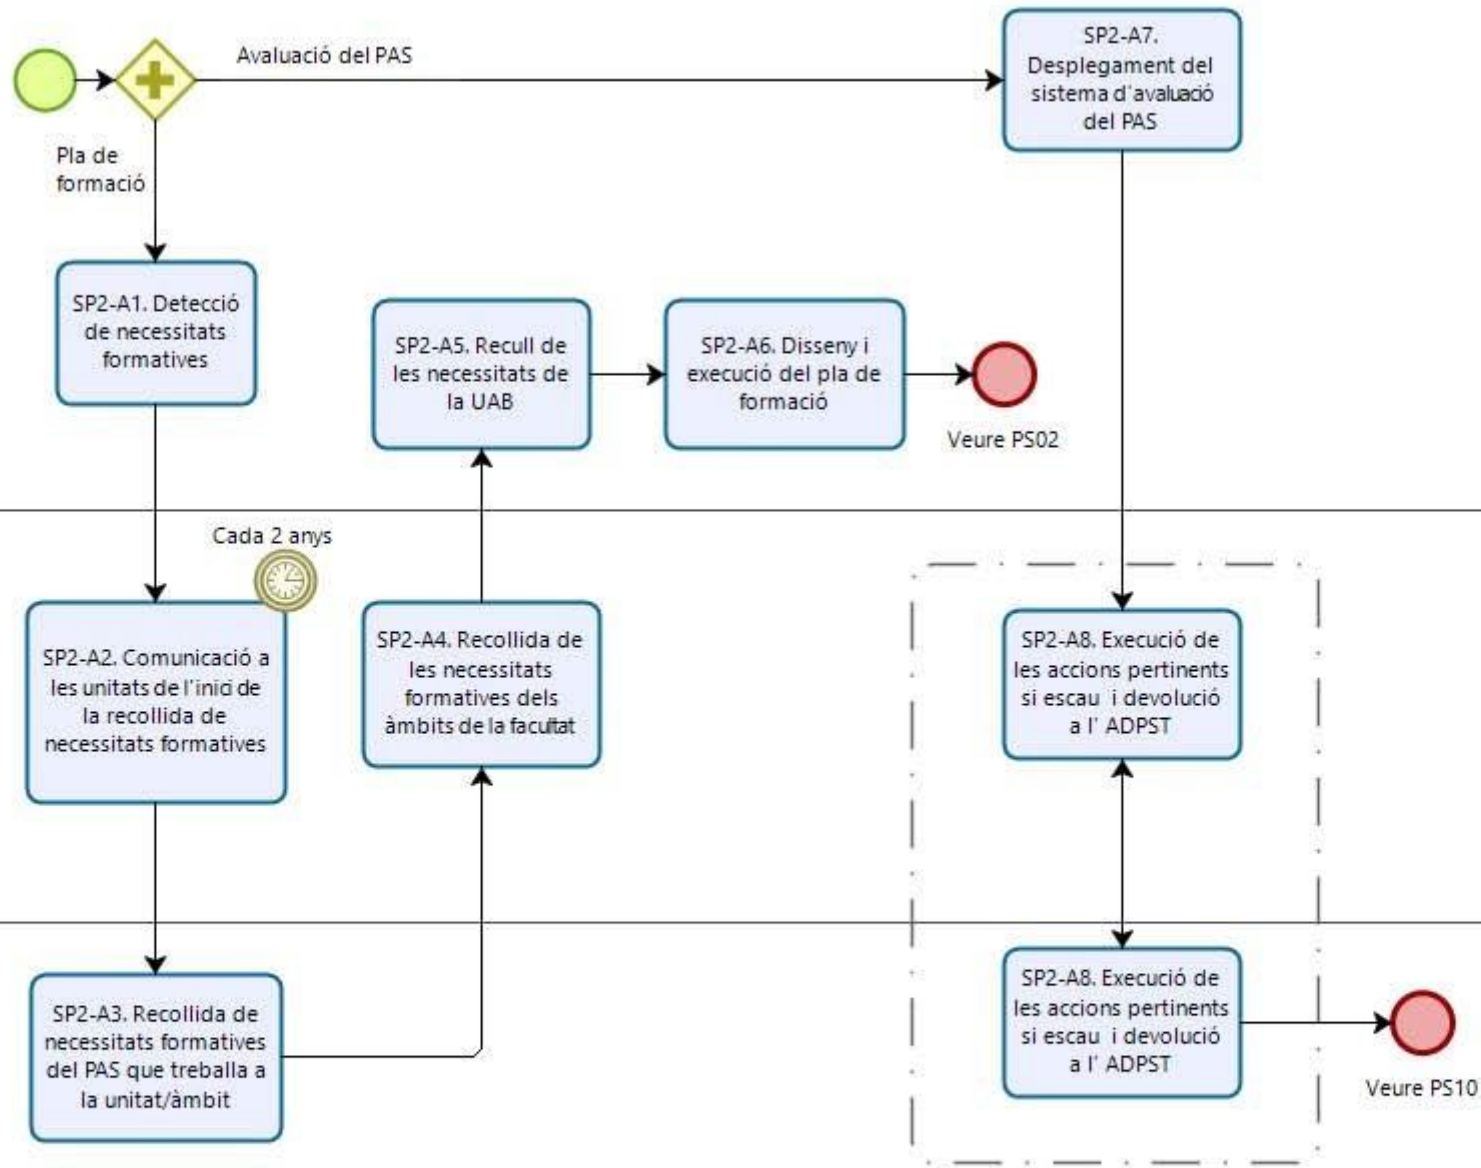 Avaluació del PAS
Pla de
formació
SP2-A7.
Desplegament del
sistema d'avaluació
del PAS
SP2-A1. Detecció
de necessitats
formatives
SP2-A5. Recull de
les necessitats de
la UAB
SP2-A6. Disseny i
execució del pla de
formació
Veure PS02
Cada 2 anys
SP2-A2. Comunicació a
les unitats de l'inici de
la recollida de
necessitats formatives
SP2-A4. Recollida de
les necessitats
formatives dels
àmbits de la facultat
SP2-A8. Execució de
les accions pertinents
si escau i devolució
a l' ADPST
SP2-A3. Recollida de
necessitats formatives
del PAS que treballa a
la unitat/àmbit
SP2-A8. Execució de
les accions pertinents
si escau i devolució
a l' ADPST
Veure PS10